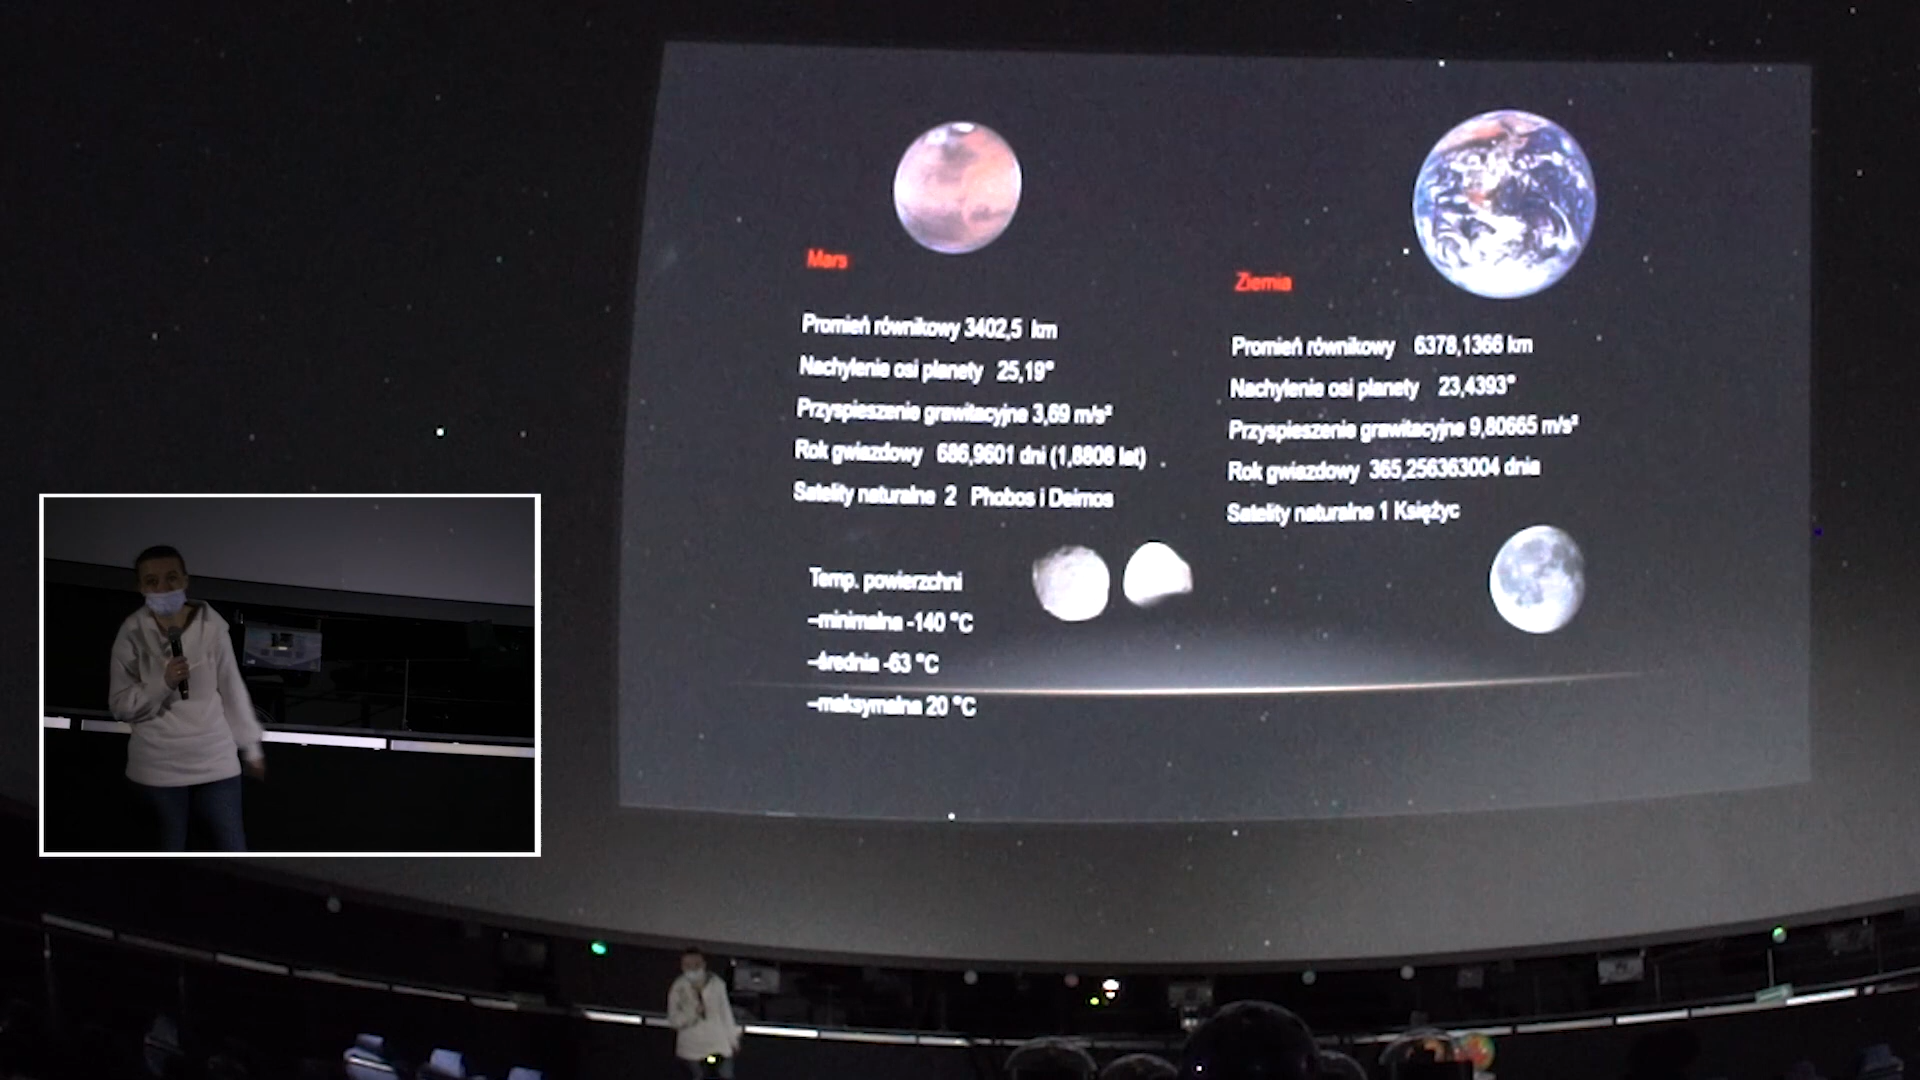 Mars
Promień równikowy 3402,5 km
Nachylenie osi planety 25,19°
Przyspieszenie grawitacyjne 3,69 m/s²
Rok gwiazdowy 686,9601 dni (1,8808 lat)
Satelity naturalne 2 Phobos i Deimos
Temp. powierzchni
–minimalna -140 °C
–średnia -63 °C
–maksymalna 20 °C
Ziemia
Promień równikowy 6378,1366 km
Nachylenie osi planety 23,4393°
Przyspieszenie grawitacyjne 9,80665 m/s²
Rok gwiazdowy 365,256363004 dnia
Satelity naturalne 1 Księżyc